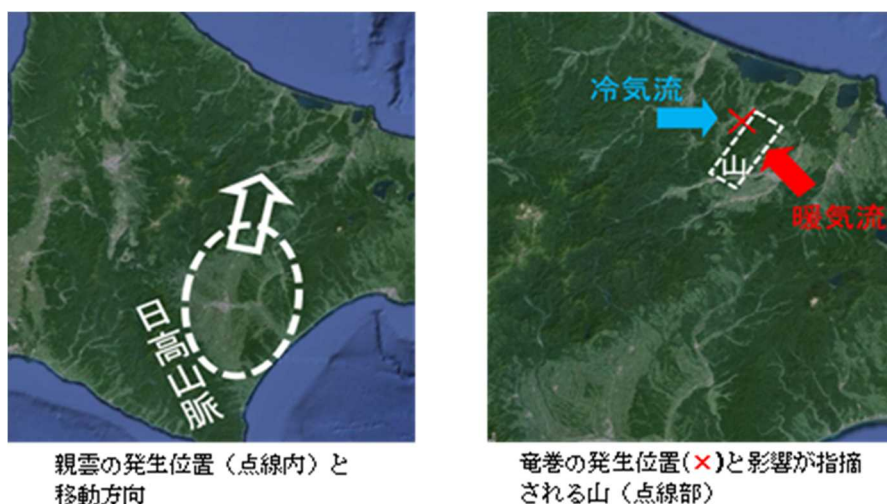 日高山脈
親雲の発生位置（点線内）と
移動方向
冷気流
山
暖気流
竜巻の発生位置(×)と影響が指摘
される山（点線部）